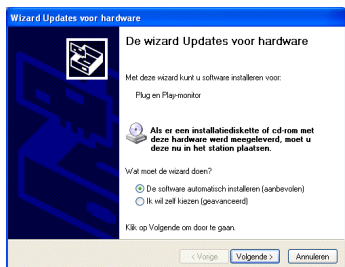 Wizard Updates voor hardware
De wizard Updates voor hardware
Met deze wizard kunt u software installeren voor:
Plug en Play-monitor
Als er een installatiediskette of cd-rom met
deze hardware werd meegeleverd, moet u
deze nu in het station plaatsen.
Wat moet de wizard doen?
De software automatisch installeren (aanbevolen)
Ik wil zelf kiezen (geavanceerd)
Klik op Volgende om door te gaan.
< Vorige Volgende > Annuleren